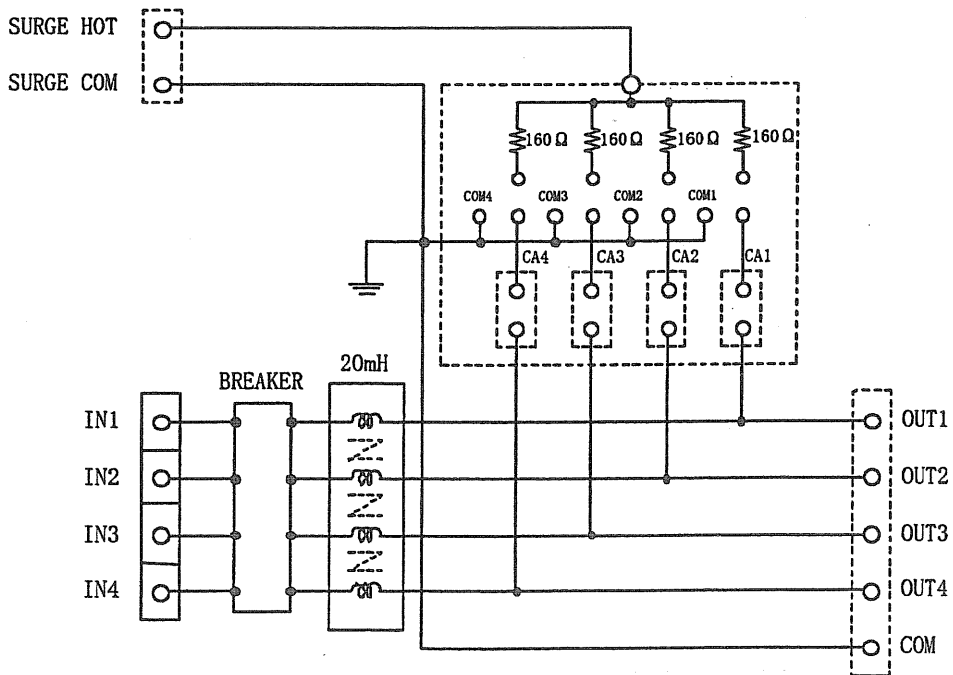 SURGE HOT
SURGE COM
160Ω 160Ω 160Ω 160Ω
COM4 COM3 COM2 COM1
CA4 CA3 CA2 CA1
20mH
BREAKER
IN1 OUT1
IN2 OUT2
IN3 OUT3
IN4 OUT4
COM